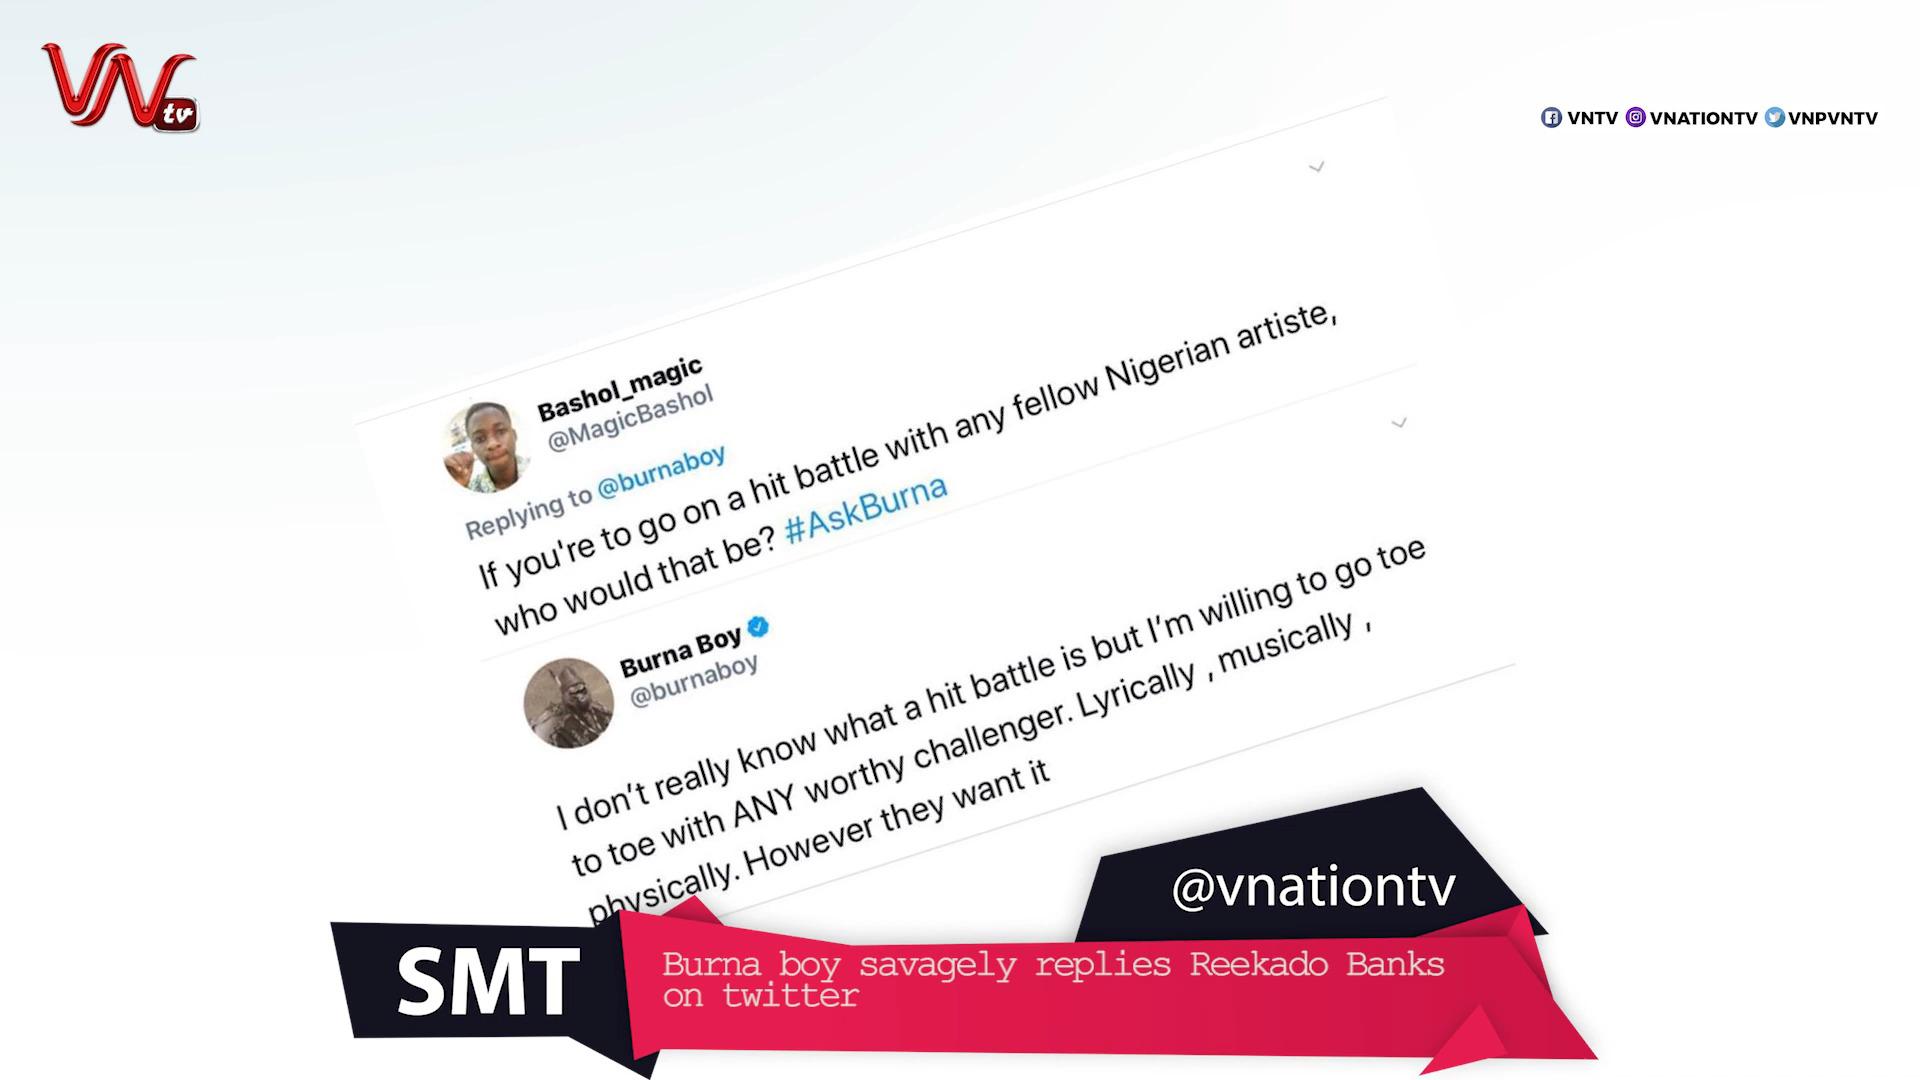 VN tv
VNTV VNATIONTV VNPVNTV
Bashol_magic
@MagicBashol
Replying to @burnaboy
If you're to go on a hit battle with any fellow Nigerian artiste,
who would that be? #AskBurna
Burna Boy
@burnaboy
I don't really know what a hit battle is but I'm willing to go toe
to toe with ANY worthy challenger. Lyrically , musically ,
physically. However they want it
@vnationtv
SMT
Burna boy savagely replies Reekado Banks
on twitter